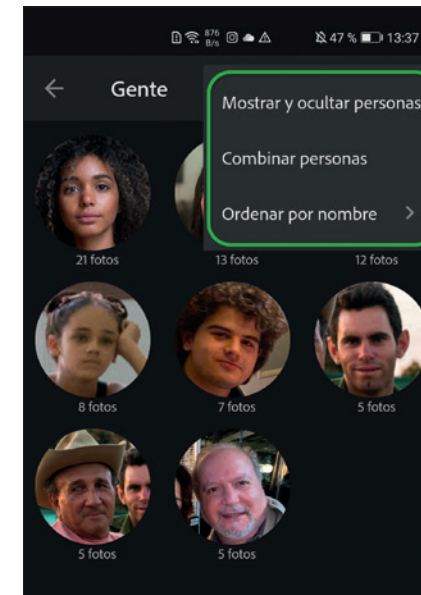 876
B/s
47 %
13:37
Gente
Mostrar y ocultar personas
Combinar personas
Ordenar por nombre
21 fotos
13 fotos
12 fotos
8 fotos
7 fotos
5 fotos
5 fotos
5 fotos